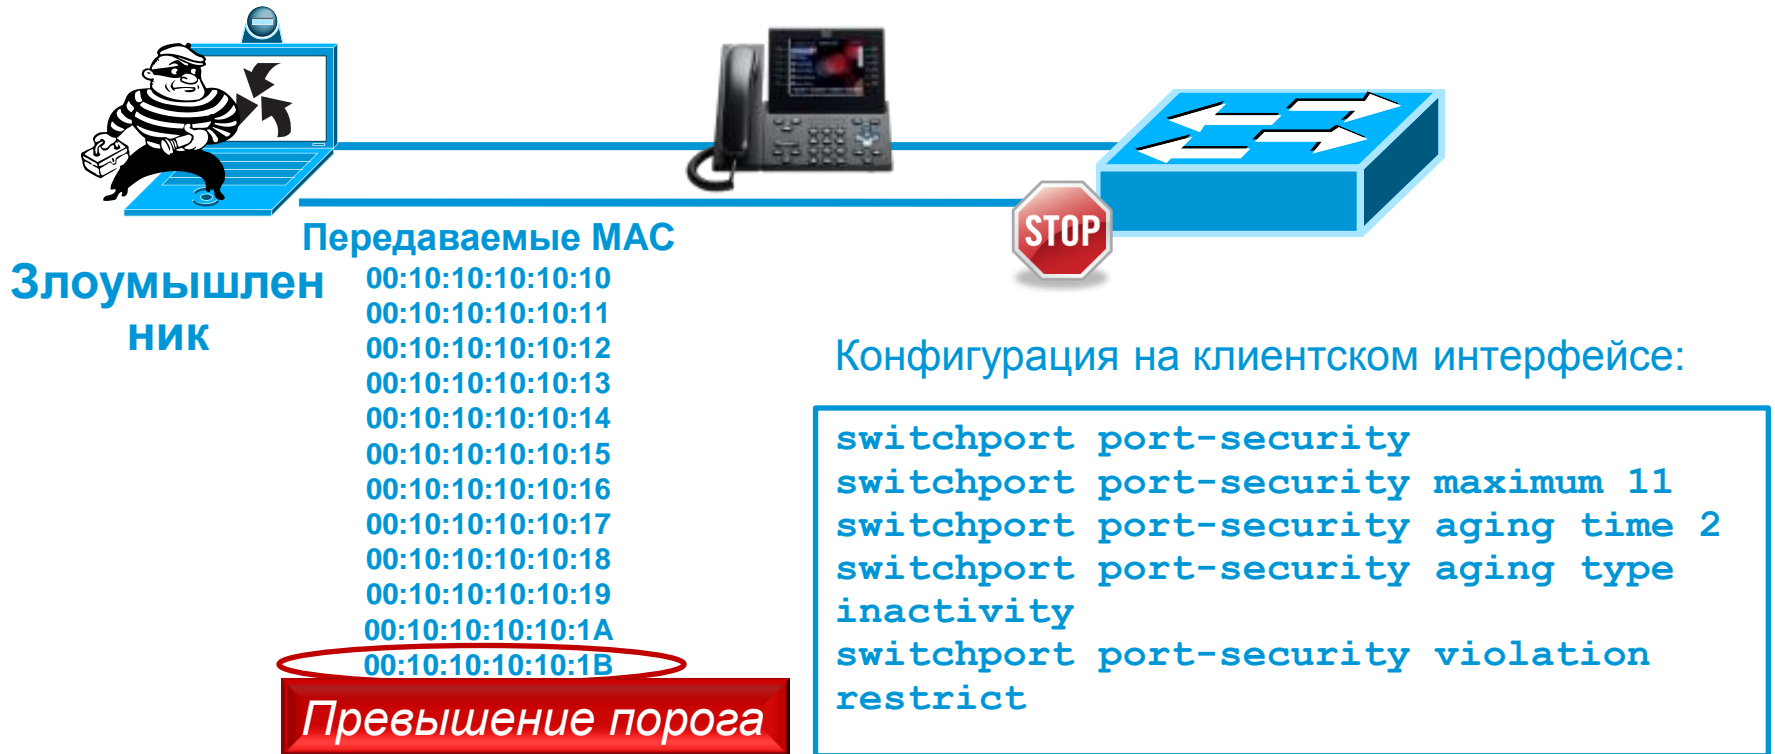 STOP
Передаваемые MAC
Злоумышлен
ник
00:10:10:10:10:10
00:10:10:10:10:11
00:10:10:10:10:12
00:10:10:10:10:13
00:10:10:10:10:14
00:10:10:10:10:15
00:10:10:10:10:16
00:10:10:10:10:17
00:10:10:10:10:18
00:10:10:10:10:19
00:10:10:10:10:1A
00:10:10:10:10:1B
Превышение порога
Конфигурация на клиентском интерфейсе:
switchport port-security
switchport port-security maximum 11
switchport port-security aging time 2
switchport port-security aging type
inactivity
switchport port-security violation
restrict